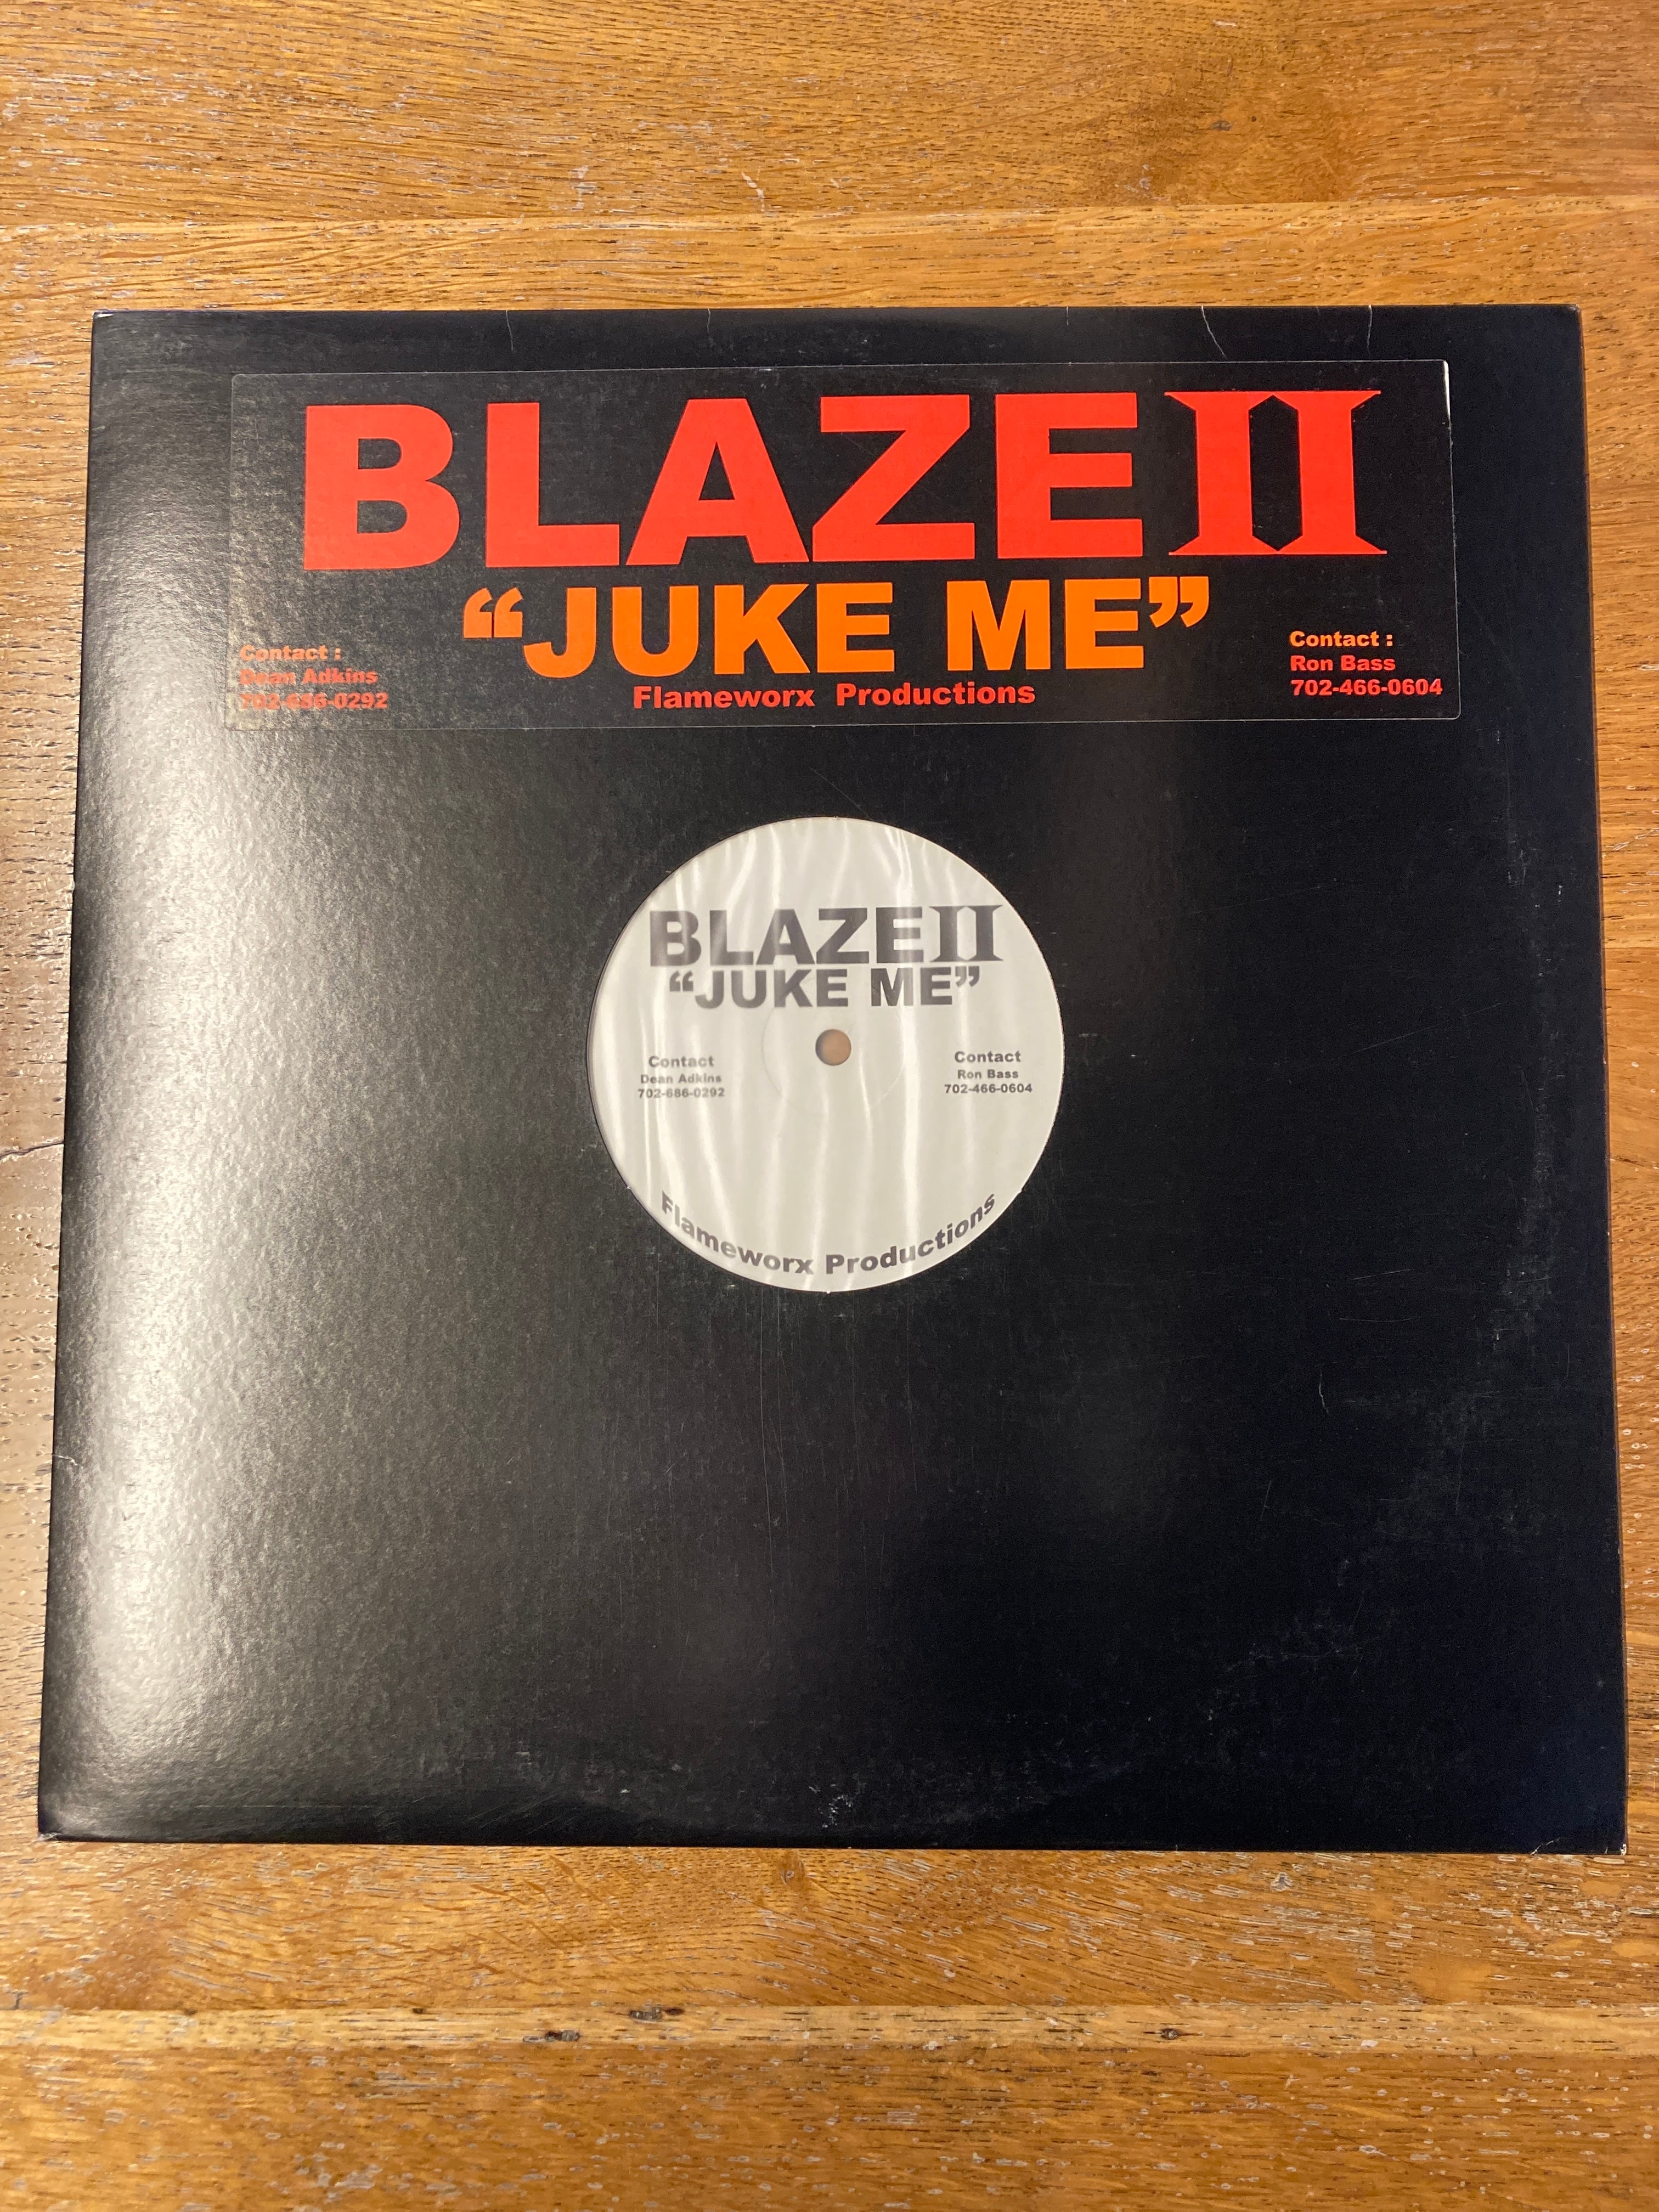 BLAZE II
“JUKE ME”
Contact :
Dean Adkins
702-686-0292
Flameworx Productions
Contact :
Ron Bass
702-466-0604
BLAZE II
“JUKE ME”
Contact
Dean Adkins
702-686-0292
Contact
Ron Bass
702-466-0604
Flameworx Productions